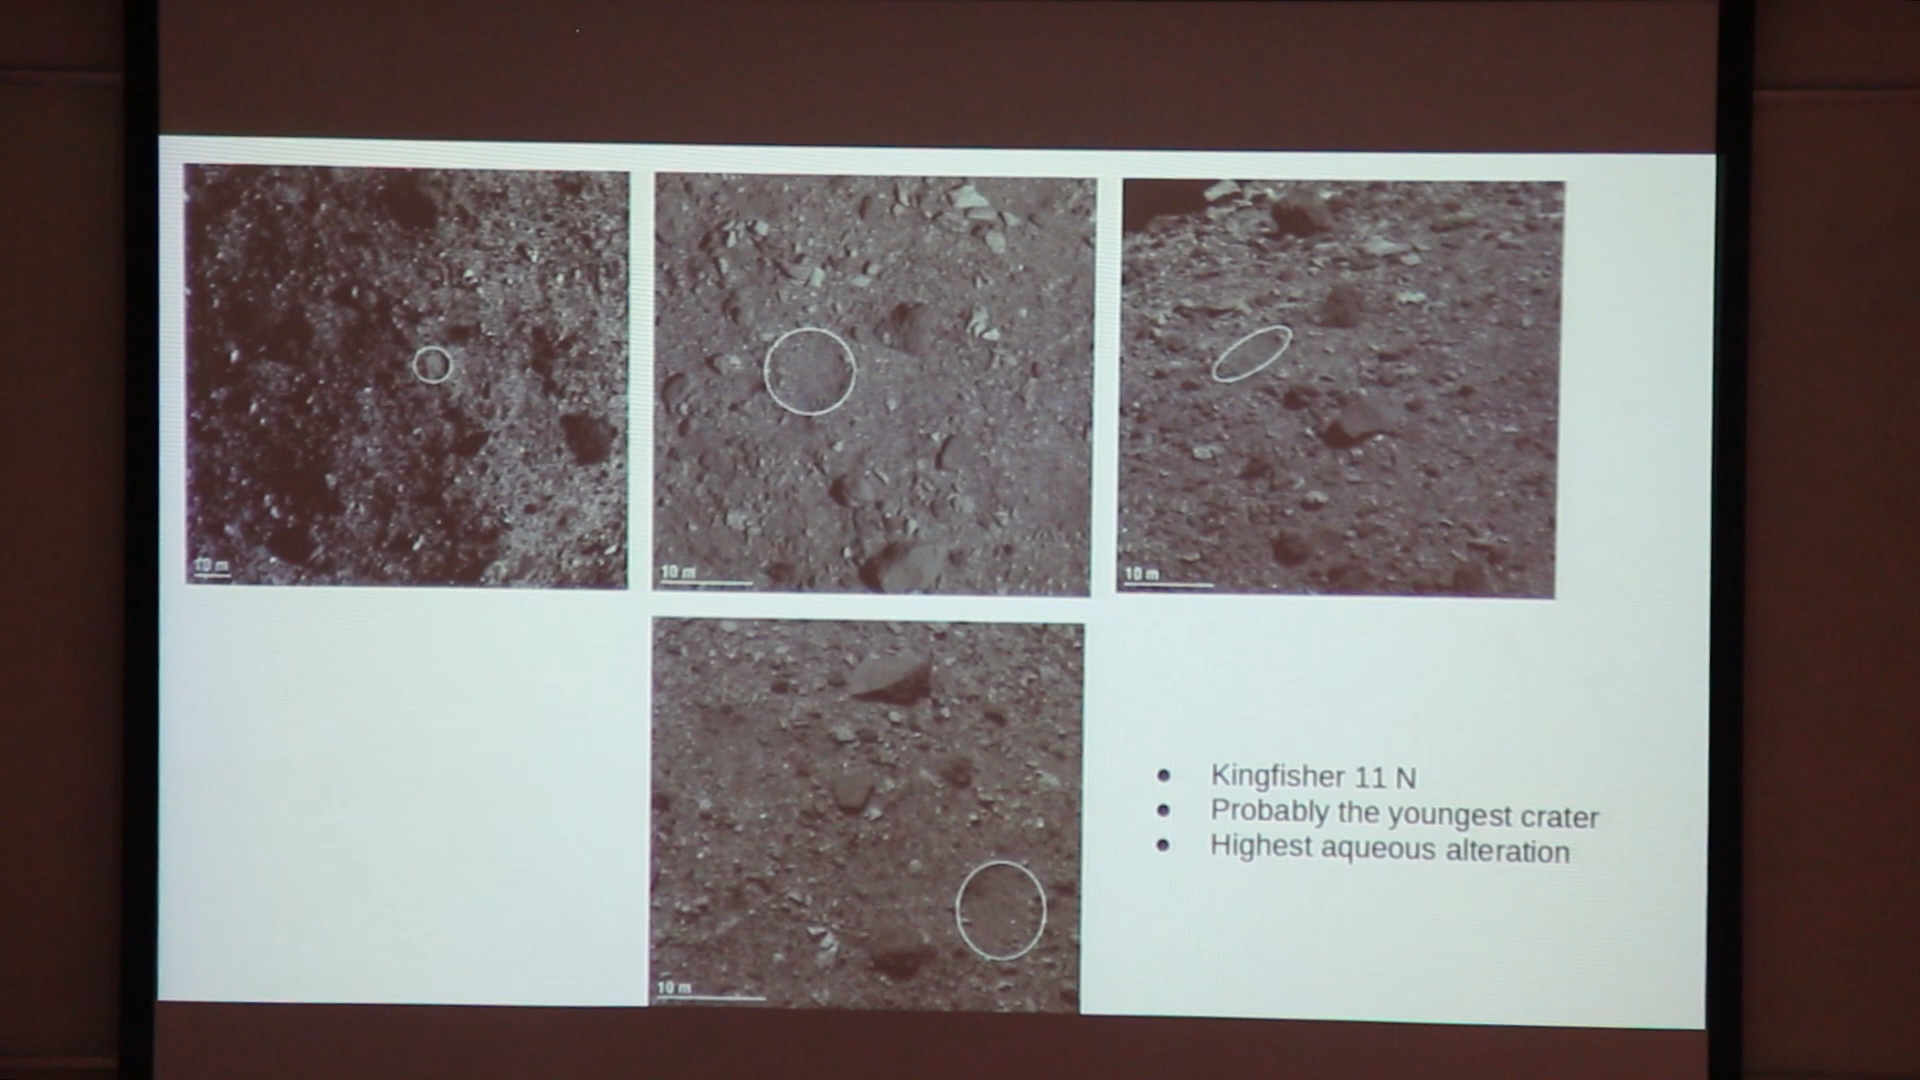 10 m
10 m
10 m
10 m
• Kingfisher 11 N
• Probably the youngest crater
• Highest aqueous alteration